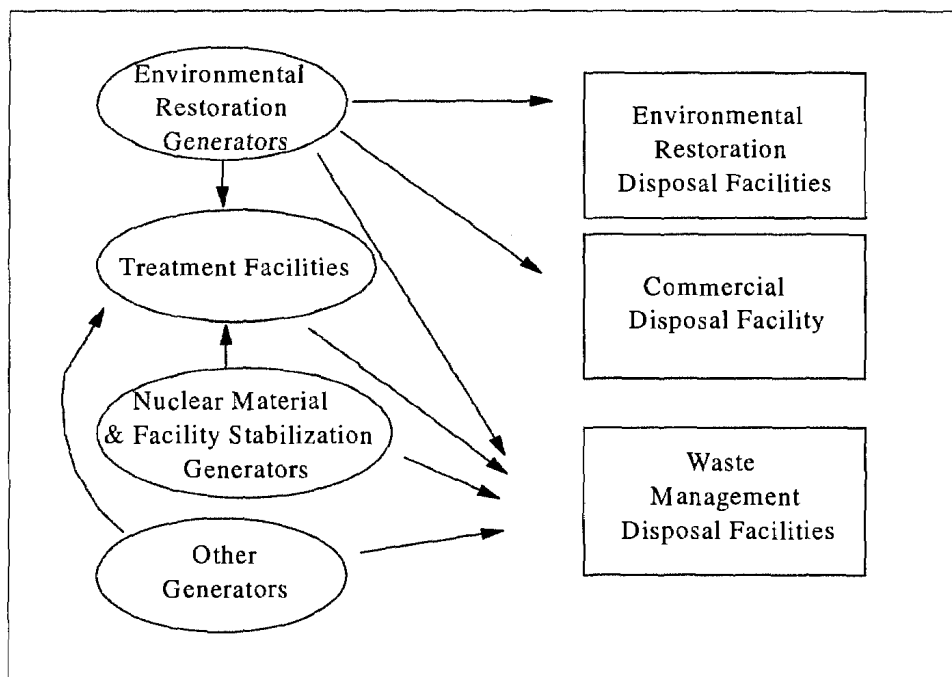 Environmental
Restoration
Generators
Treatment Facilities
Nuclear Material
& Facility Stabilization
Generators
Other
Generators
Environmental
Restoration
Disposal Facilities
Commercial
Disposal Facility
Waste
Management
Disposal Facilities